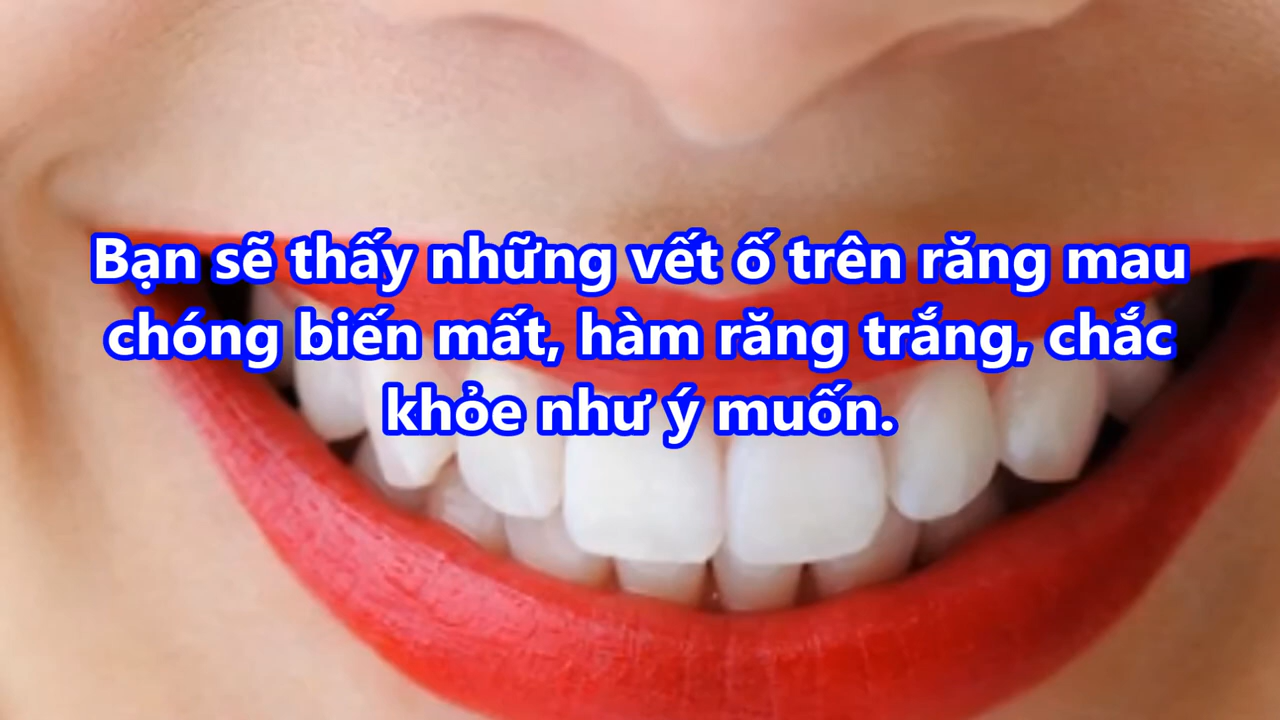 Bạn sẽ thấy những vết ố trên răng mau
chóng biến mất, hàm răng trắng, chắc
khỏe như ý muốn.